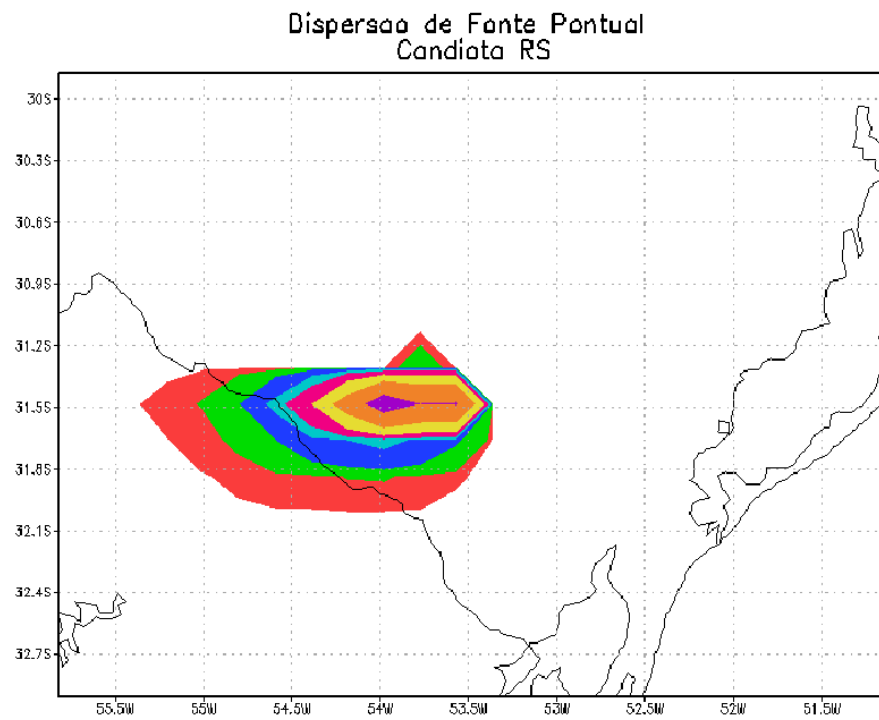 Dispersao de Fonte Pontual
Candiota RS
30S
30.3S
30.6S
30.9S
31.2S
31.5S
31.8S
32.1S
32.4S
32.7S
55.5W 55W 54.5W 54W 53.5W 53W 52.5W 52W 51.5W